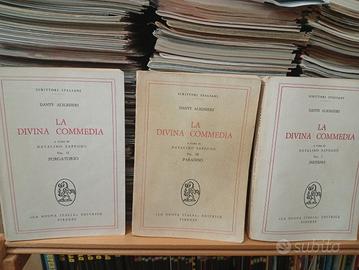 SCRITTORI ITALIANI
DANTE ALIGHIERI
LA
DIVINA COMMEDIA
A CURA DI
NATALINO SAPEGNO
Vol. II
PURGATORIO
"LA NUOVA ITALIA" EDITRICE
FIRENZE
SCRITTORI ITALIANI
DANTE ALIGHIERI
LA
DIVINA COMMEDIA
A CURA DI
NATALINO SAPEGNO
Vol. III
PARADISO
"LA NUOVA ITALIA" EDITRICE
FIRENZE
SCRITTORI ITALIANI
DANTE ALIGHIERI
LA
DIVINA COMMEDIA
A CURA DI
NATALINO SAPEGNO
Vol. I
INFERNO
"LA NUOVA ITALIA" EDITRICE
FIRENZE
subito